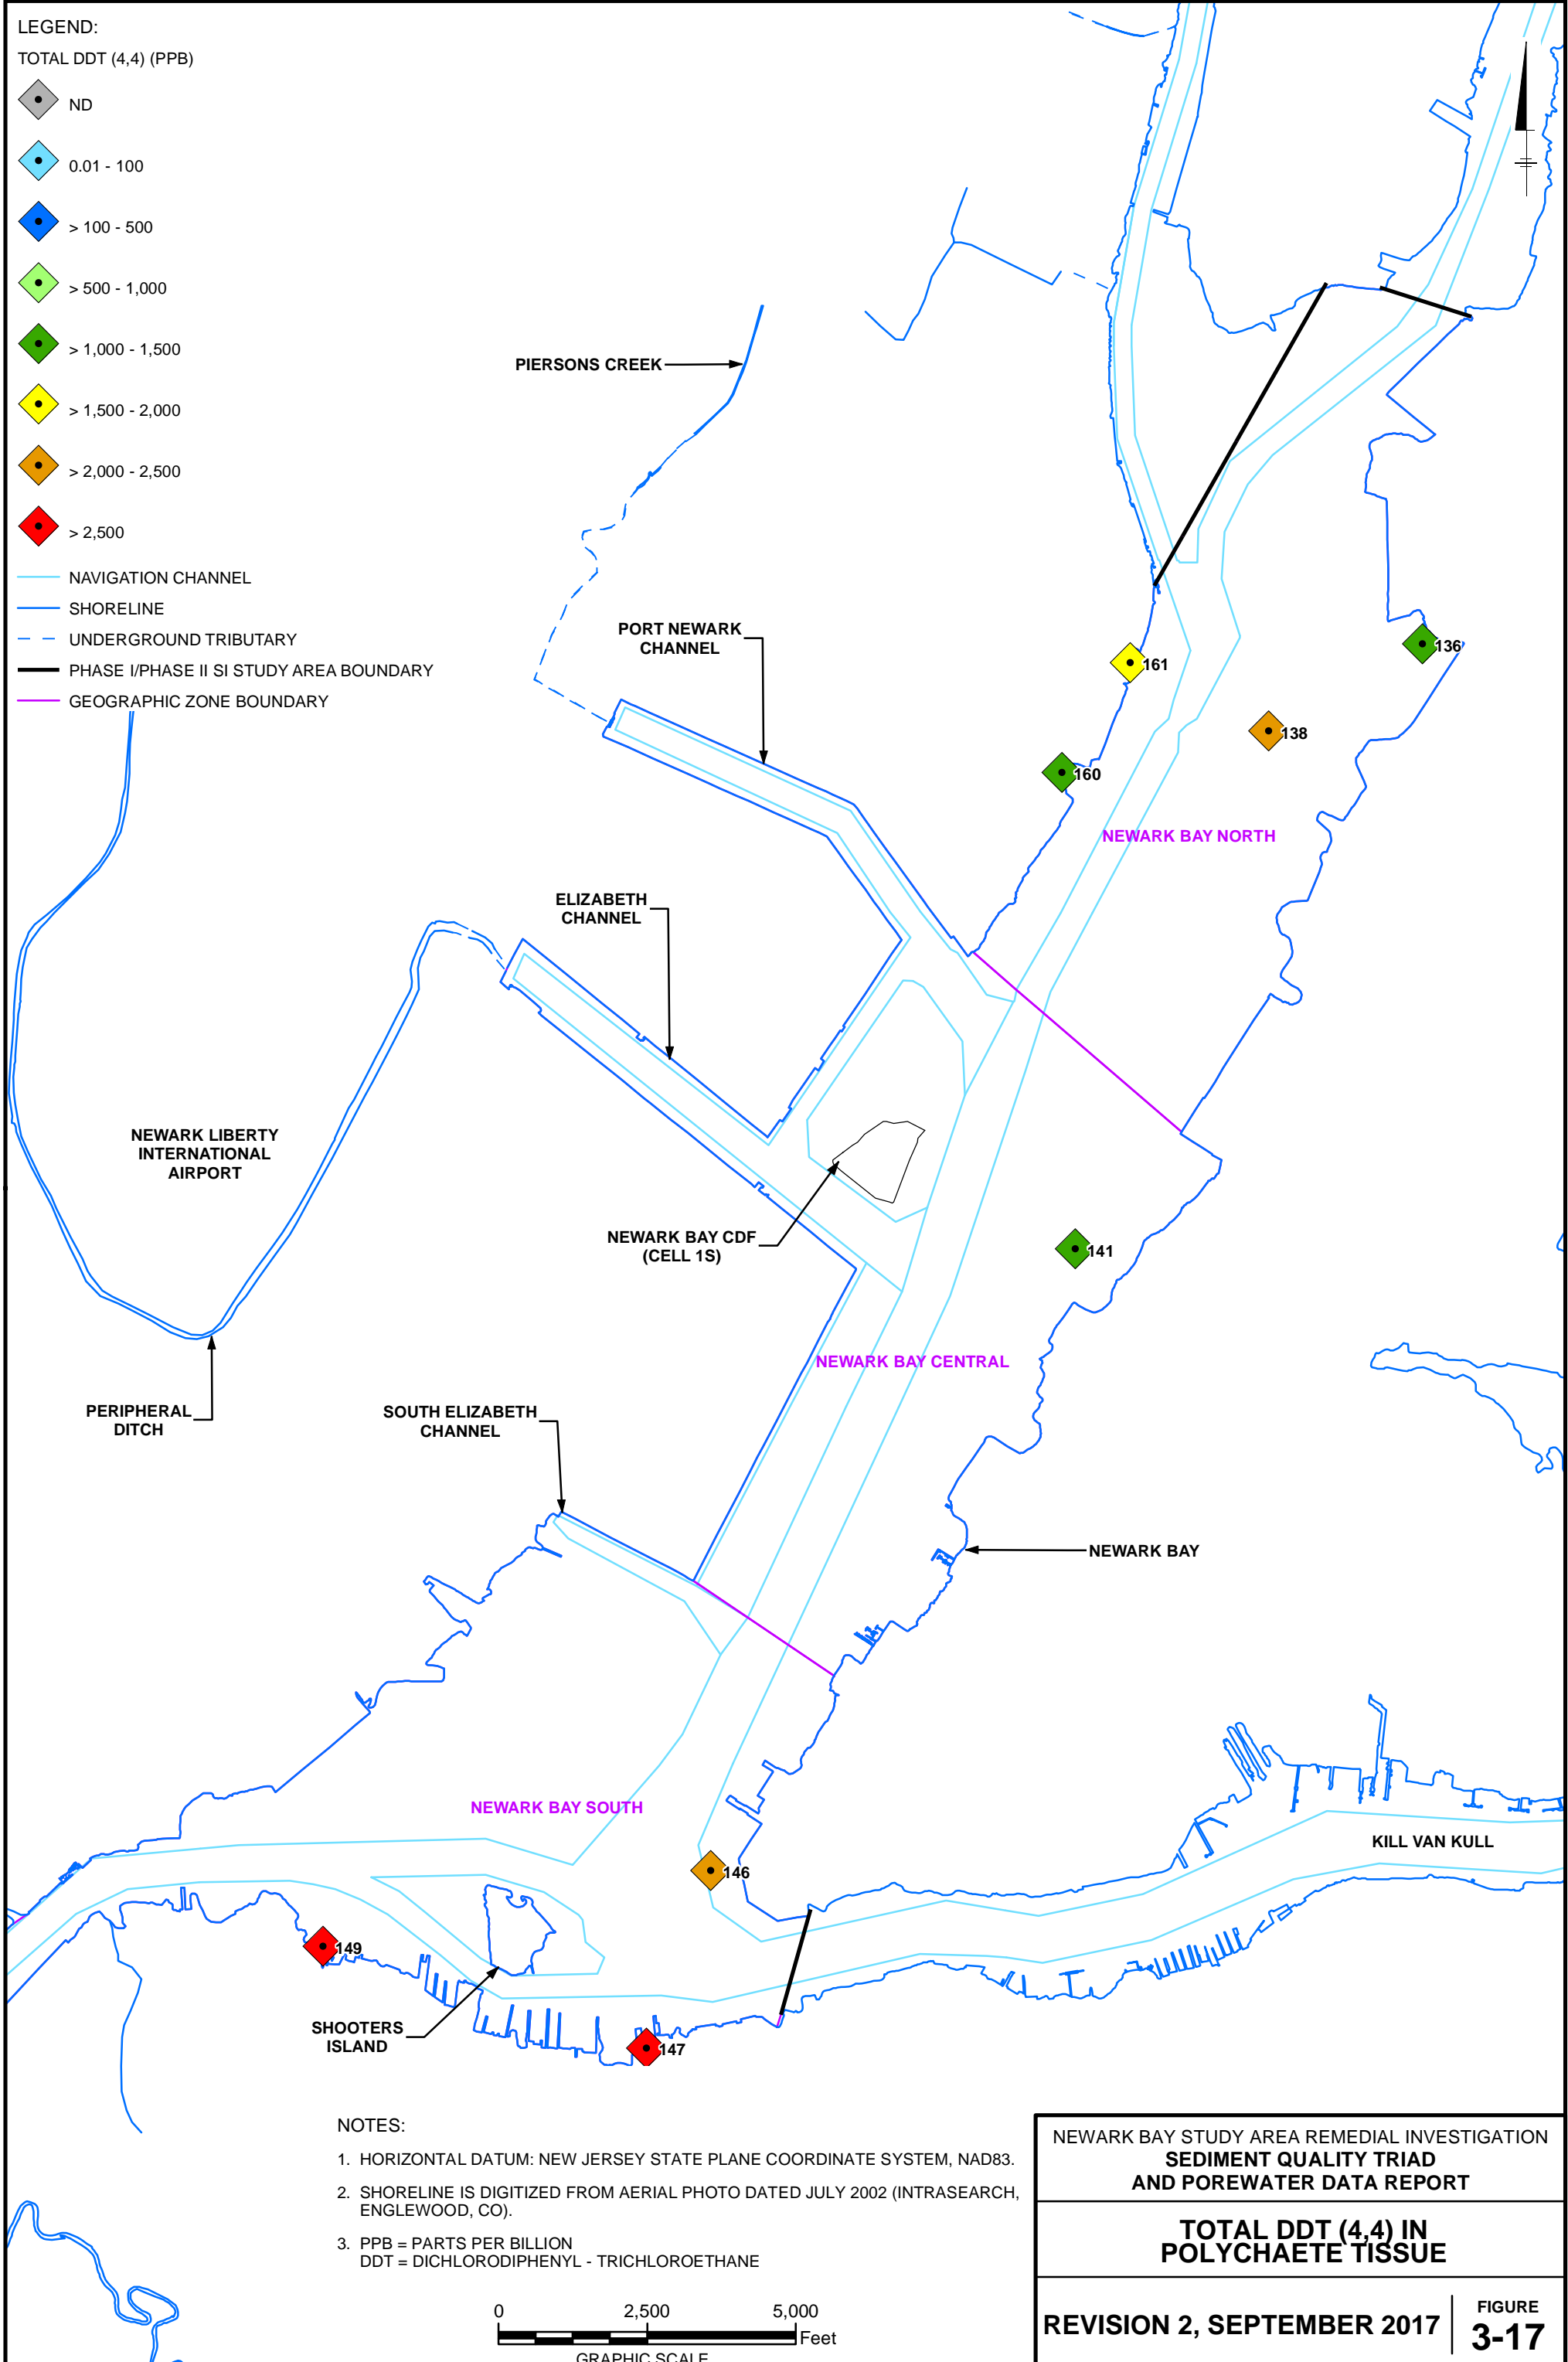 LEGEND:
TOTAL DDT (4,4) (PPB)
ND
0.01 - 100
> 100 - 500
> 500 - 1,000
> 1,000 - 1,500
> 1,500 - 2,000
> 2,000 - 2,500
> 2,500
NAVIGATION CHANNEL
SHORELINE
UNDERGROUND TRIBUTARY
PHASE I/PHASE II SI STUDY AREA BOUNDARY
GEOGRAPHIC ZONE BOUNDARY
PIERSONS CREEK
PORT NEWARK
CHANNEL
136
161
138
160
NEWARK BAY NORTH
ELIZABETH
CHANNEL
NEWARK LIBERTY
INTERNATIONAL
AIRPORT
NEWARK BAY CDF
(CELL 1S)
141
NEWARK BAY CENTRAL
PERIPHERAL
DITCH
SOUTH ELIZABETH
CHANNEL
NEWARK BAY
NEWARK BAY SOUTH
KILL VAN KULL
146
149
SHOOTERS
ISLAND
147
NOTES:
1. HORIZONTAL DATUM: NEW JERSEY STATE PLANE COORDINATE SYSTEM, NAD83.
2. SHORELINE IS DIGITIZED FROM AERIAL PHOTO DATED JULY 2002 (INTRASEARCH,
ENGLEWOOD, CO).
3. PPB = PARTS PER BILLION
DDT = DICHLORODIPHENYL - TRICHLOROETHANE
0 2,500 5,000
Feet
GRAPHIC SCALE
NEWARK BAY STUDY AREA REMEDIAL INVESTIGATION
SEDIMENT QUALITY TRIAD
AND POREWATER DATA REPORT
TOTAL DDT (4,4) IN
POLYCHAETE TISSUE
REVISION 2, SEPTEMBER 2017
FIGURE
3-17